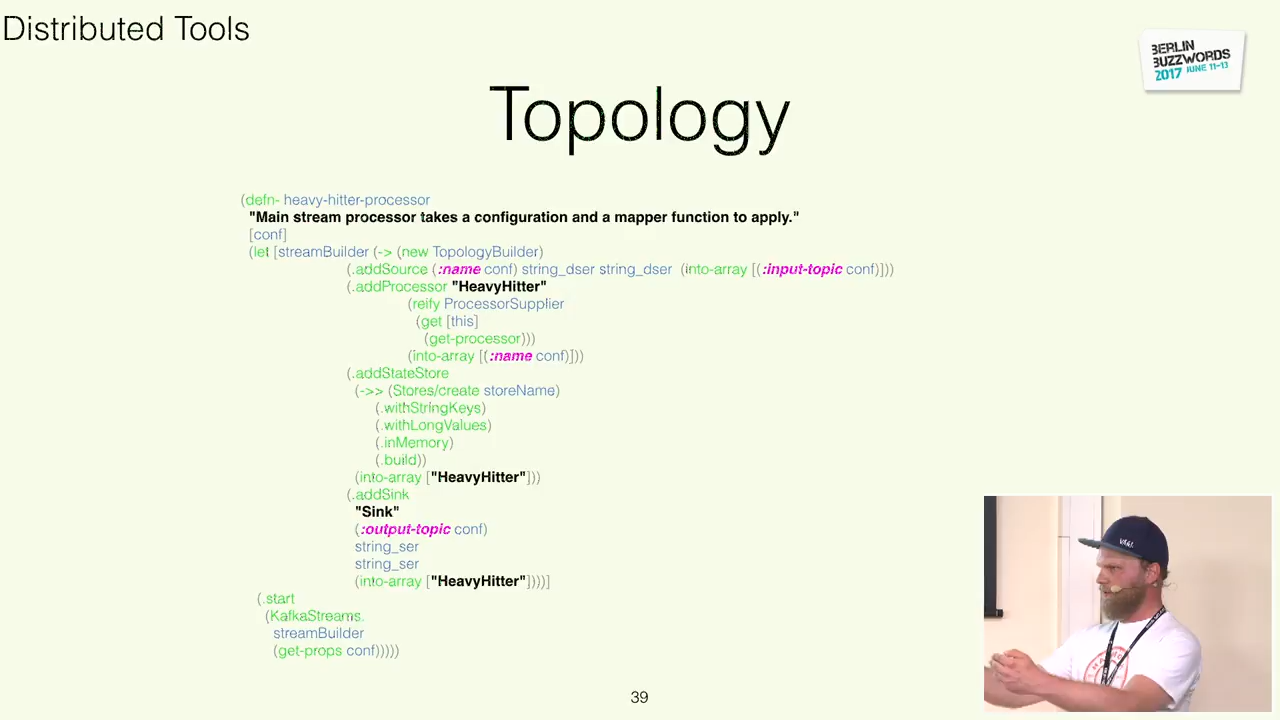 Distributed Tools
BERLIN
BUZZWORDS
2017 JUNE 11-13
Topology
(defn- heavy-hitter-processor
"Main stream processor takes a configuration and a mapper function to apply."
[conf]
(let [streamBuilder (-> (new TopologyBuilder)
(.addSource (:name conf) string_dser string_dser (into-array [(:input-topic conf)]))
(.addProcessor "HeavyHitter"
(reify ProcessorSupplier
(get [this]
(get-processor)))
(into-array [(:name conf)]))
(.addStateStore
(->> (Stores/create storeName)
(.withStringKeys)
(.withLongValues)
(.inMemory)
(.build))
(into-array ["HeavyHitter"]))
(.addSink
"Sink"
(:output-topic conf)
string_ser
string_ser
(into-array ["HeavyHitter"])))]
(.start
(KafkaStreams.
streamBuilder
(get-props conf)))))
39